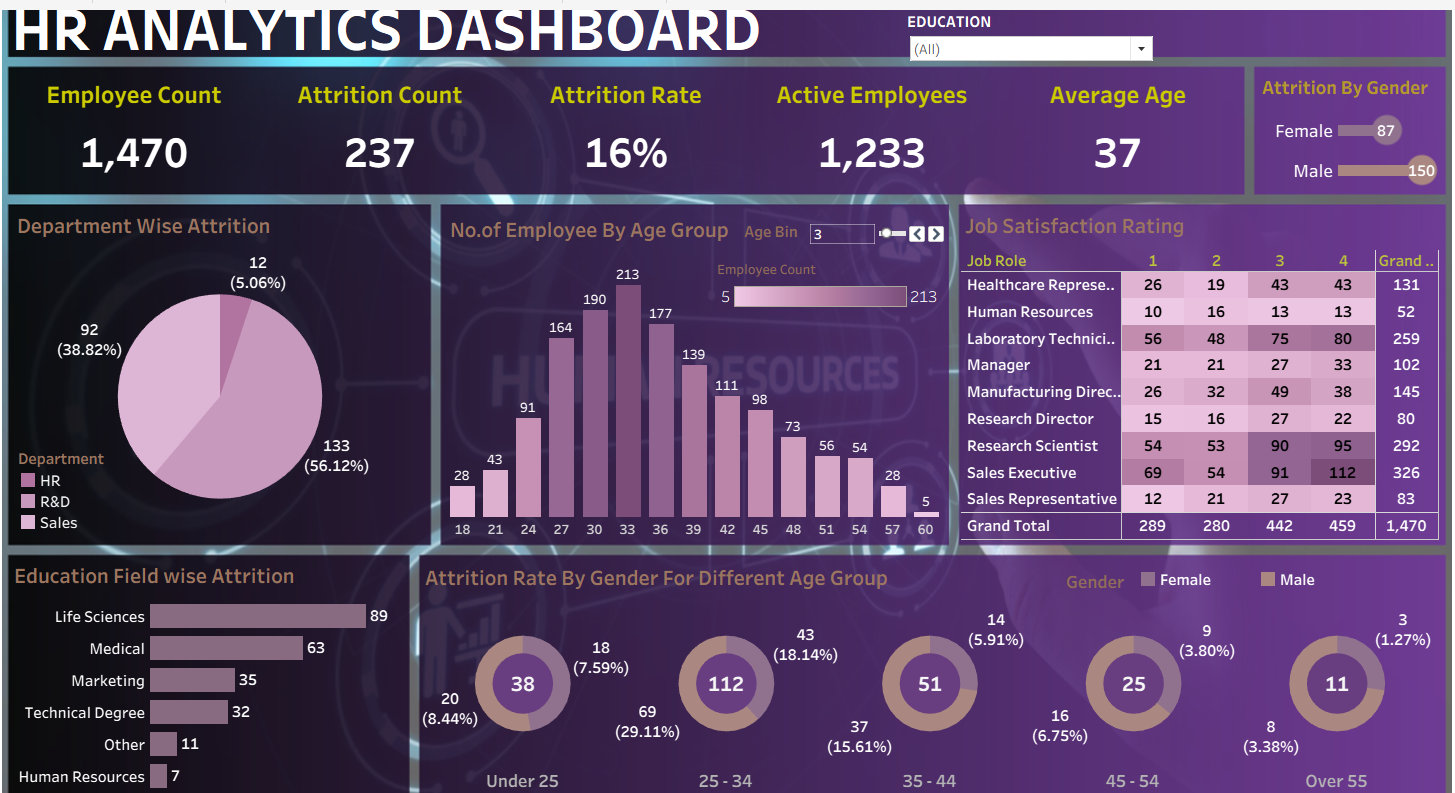 HR ANALYTICS DASHBOARD
EDUCATION
(All)
Employee Count
1,470
Attrition Count
237
Attrition Rate
16%
Active Employees
1,233
Average Age
37
Attrition By Gender
Female 87
Male 150
Department Wise Attrition
12
(5.06%)
92
(38.82%)
133
(56.12%)
Department
HR
R&D
Sales
No.of Employee By Age Group
Age Bin 3
Employee Count
5 213
28 43 91 164 190 213 177 139 111 98 73 56 54 28 5
18 21 24 27 30 33 36 39 42 45 48 51 54 57 60
HUMAN RESOURCES
Job Satisfaction Rating
Job Role 1 2 3 4 Grand ..
Healthcare Represe.. 26 19 43 43 131
Human Resources 10 16 13 13 52
Laboratory Technici.. 56 48 75 80 259
Manager 21 21 27 33 102
Manufacturing Direc.. 26 32 49 38 145
Research Director 15 16 27 22 80
Research Scientist 54 53 90 95 292
Sales Executive 69 54 91 112 326
Sales Representative 12 21 27 23 83
Grand Total 289 280 442 459 1,470
Education Field wise Attrition
Life Sciences 89
Medical 63
Marketing 35
Technical Degree 32
Other 11
Human Resources 7
Attrition Rate By Gender For Different Age Group
Gender Female Male
18
(7.59%)
38
20
(8.44%)
Under 25
43
(18.14%)
112
69
(29.11%)
25 - 34
14
(5.91%)
51
37
(15.61%)
35 - 44
9
(3.80%)
25
16
(6.75%)
45 - 54
3
(1.27%)
11
8
(3.38%)
Over 55